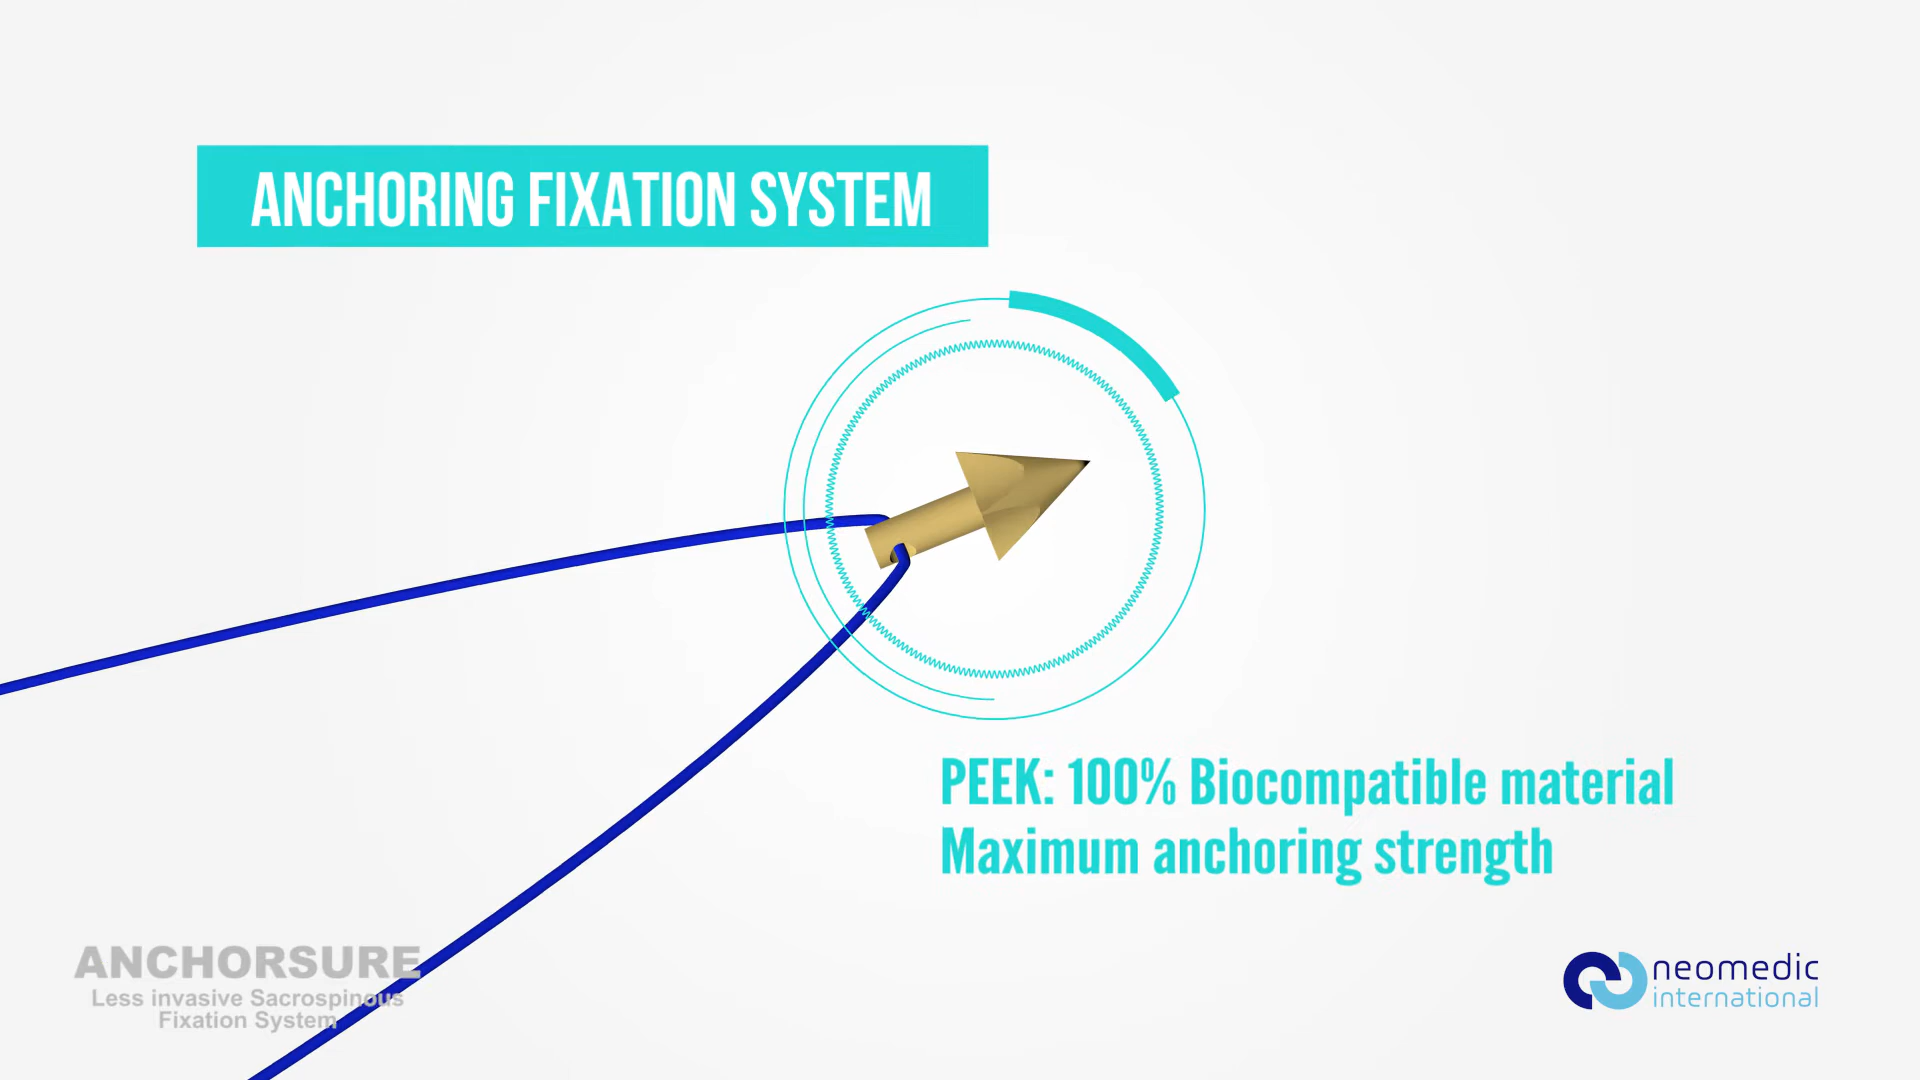 ANCHORING FIXATION SYSTEM
PEEK: 100% Biocompatible material
Maximum anchoring strength
ANCHORSURE
Less invasive Sacrospinous
Fixation System
neomedic
international